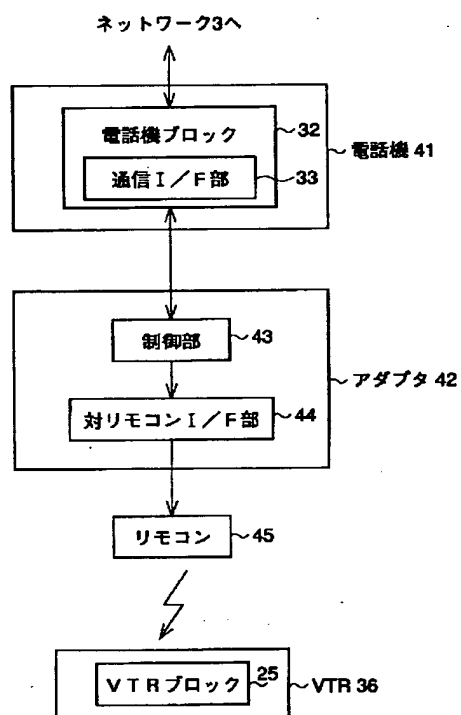 ネットワーク3へ
電話機ブロック
32
通信I/F部
33
電話機 41
制御部
43
アダプタ 42
対リモコンI/F部
44
リモコン
45
VTRブロック
25
VTR 36